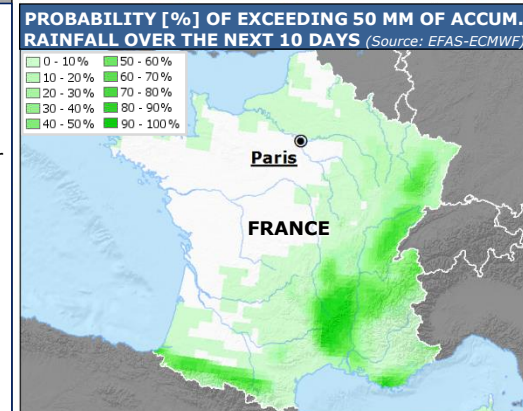 PROBABILITY [%] OF EXCEEDING 50 MM OF ACCUM.
RAINFALL OVER THE NEXT 10 DAYS (Source: EFAS-ECMWF)
0 - 10%
10 - 20%
20 - 30%
30 - 40%
40 - 50%
50 - 60%
60 - 70%
70 - 80%
80 - 90%
90 - 100%
Paris
FRANCE